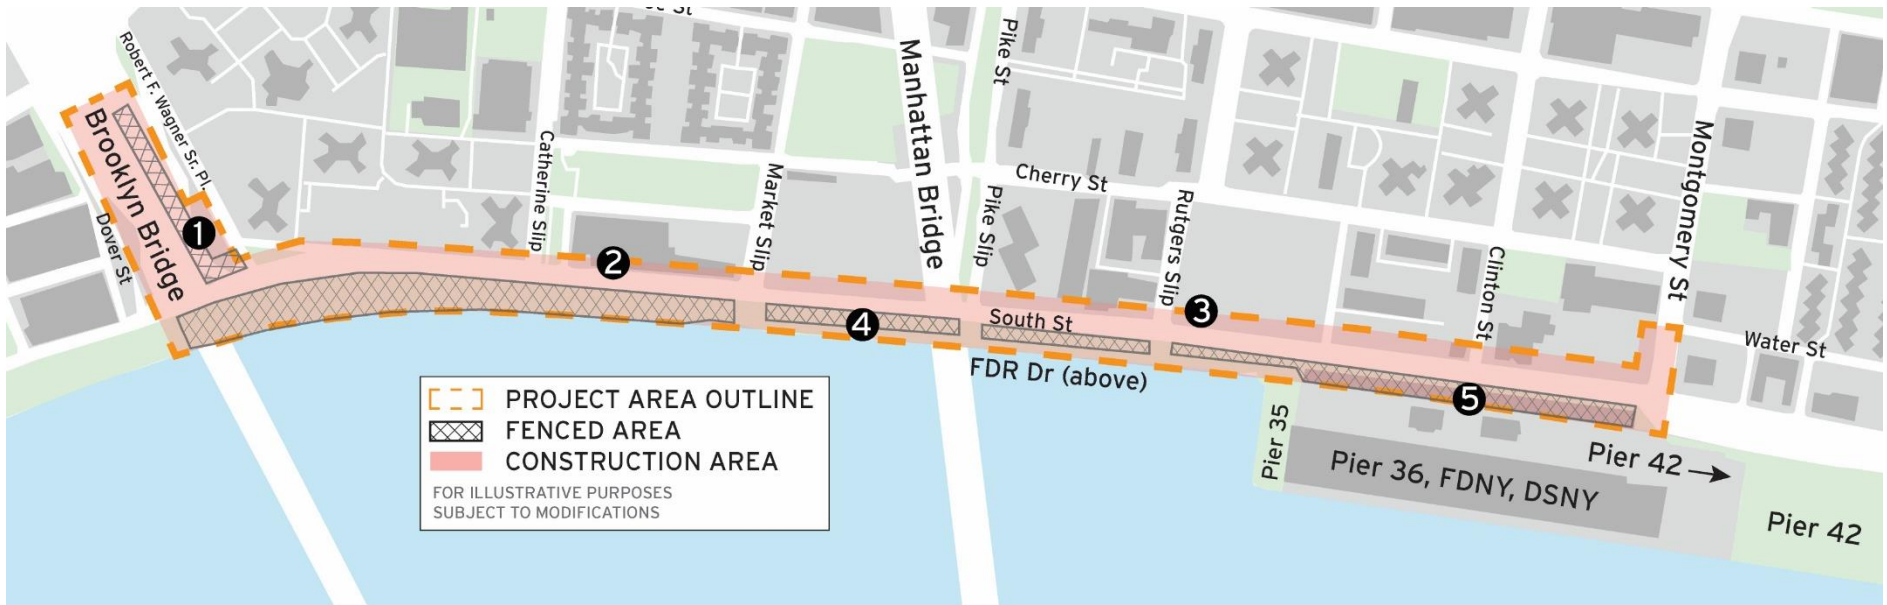 Robert F. Wagner Sr. Pl.
Brooklyn Bridge
Dover St
1
Catherine Slip
2
Market Slip
Manhattan Bridge
Pike St
Pike Slip
Cherry St
Rutgers Slip
3
Clinton St
Montgomery St
Water St
4
South St
FDR Dr (above)
5
Pier 35
Pier 36, FDNY, DSNY
Pier 42
Pier 42
PROJECT AREA OUTLINE
FENCED AREA
CONSTRUCTION AREA
FOR ILLUSTRATIVE PURPOSES
SUBJECT TO MODIFICATIONS